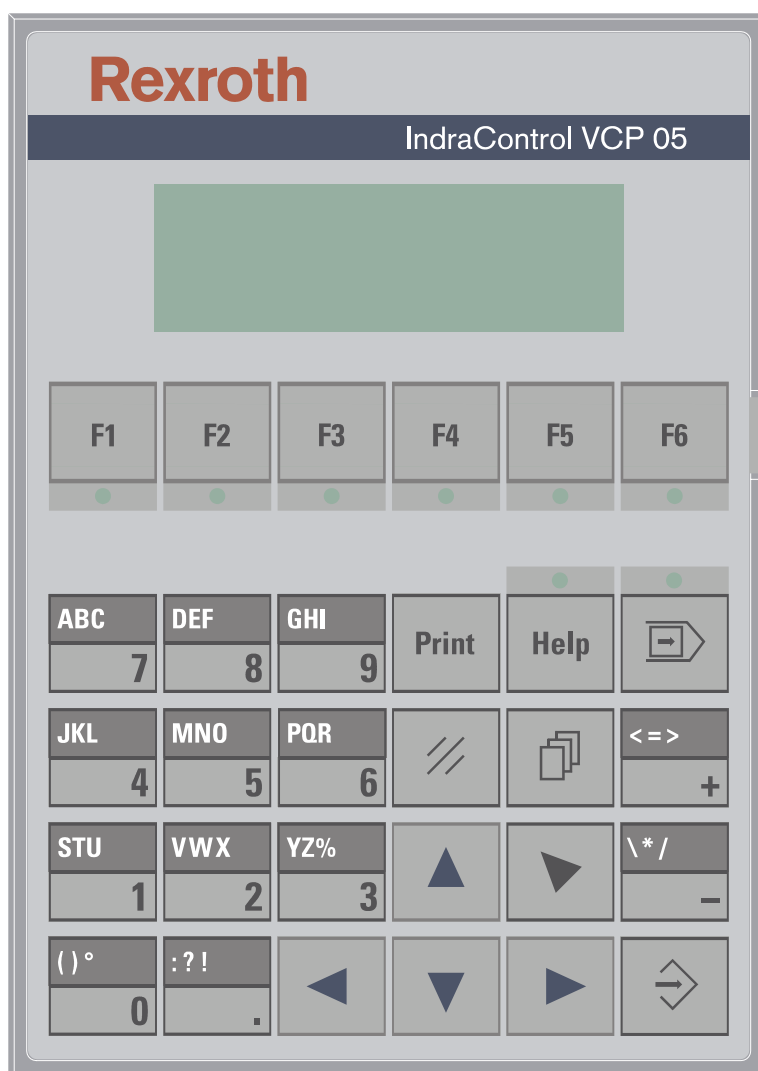 Rexroth
IndraControl VCP 05
F1 F2 F3 F4 F5 F6
ABC DEF GHI
7 8 9 Print Help
JKL MNO PQR < = >
4 5 6 +
STU VWX YZ% \ * /
1 2 3 –
( ) ° : ? !
0 .